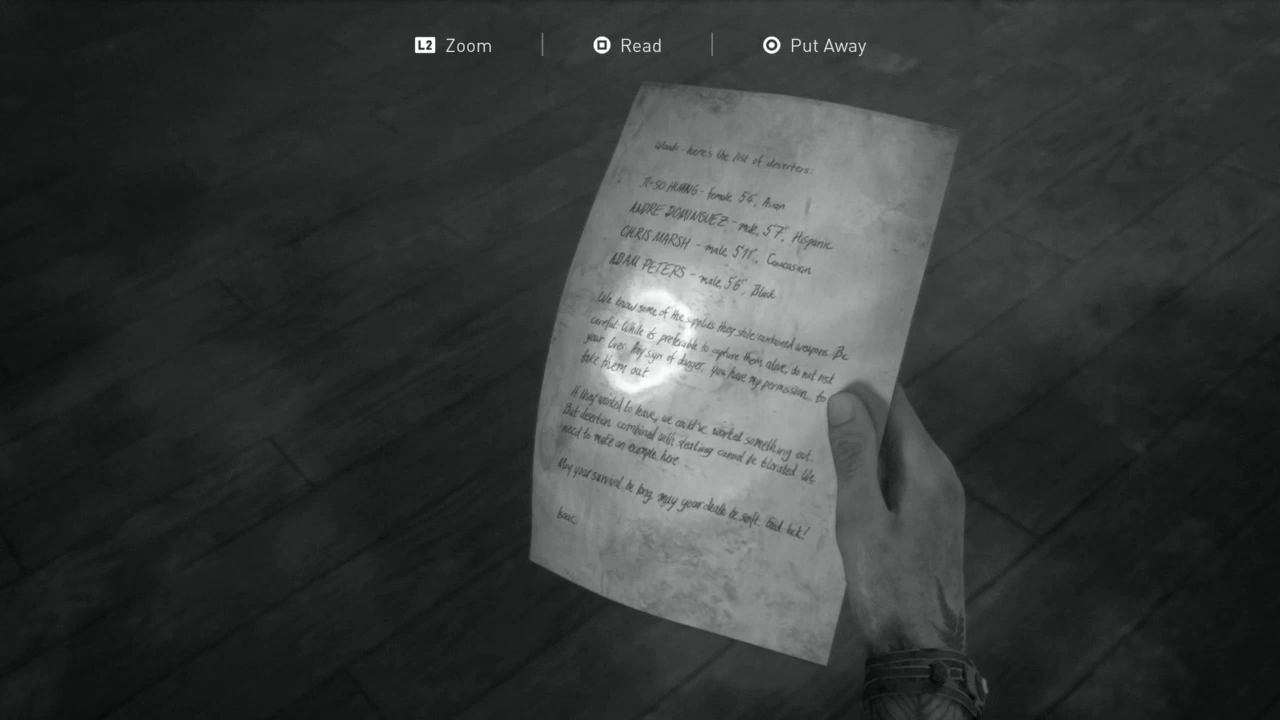 L2 Zoom | Read | Put Away
Woods - here's the list of deserters:
JI-SO HUANG - female, 5'4", Asian
ANDRE DOMINGUEZ - male, 5'7", Hispanic
CHRIS MARSH - male, 5'11", Caucasian
ADAM PETERS - male, 5'6", Black
We know some of the supplies they stole contained weapons. Be
careful. While it's preferable to capture them alive, do not risk
your lives. Any sign of danger, you have my permission to
take them out.
If they wanted to leave, we could've worked something out.
But desertion combined with stealing cannot be tolerated. We
need to make an example here.
May your survival be long, may your death be swift. Good luck!
Isaac